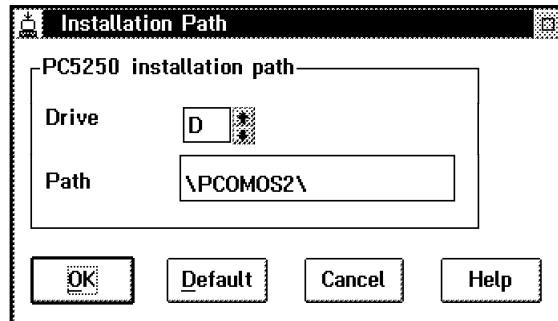 Installation Path
PC5250 installation path
Drive
D
Path
\PCOMOS2\
OK
Default
Cancel
Help